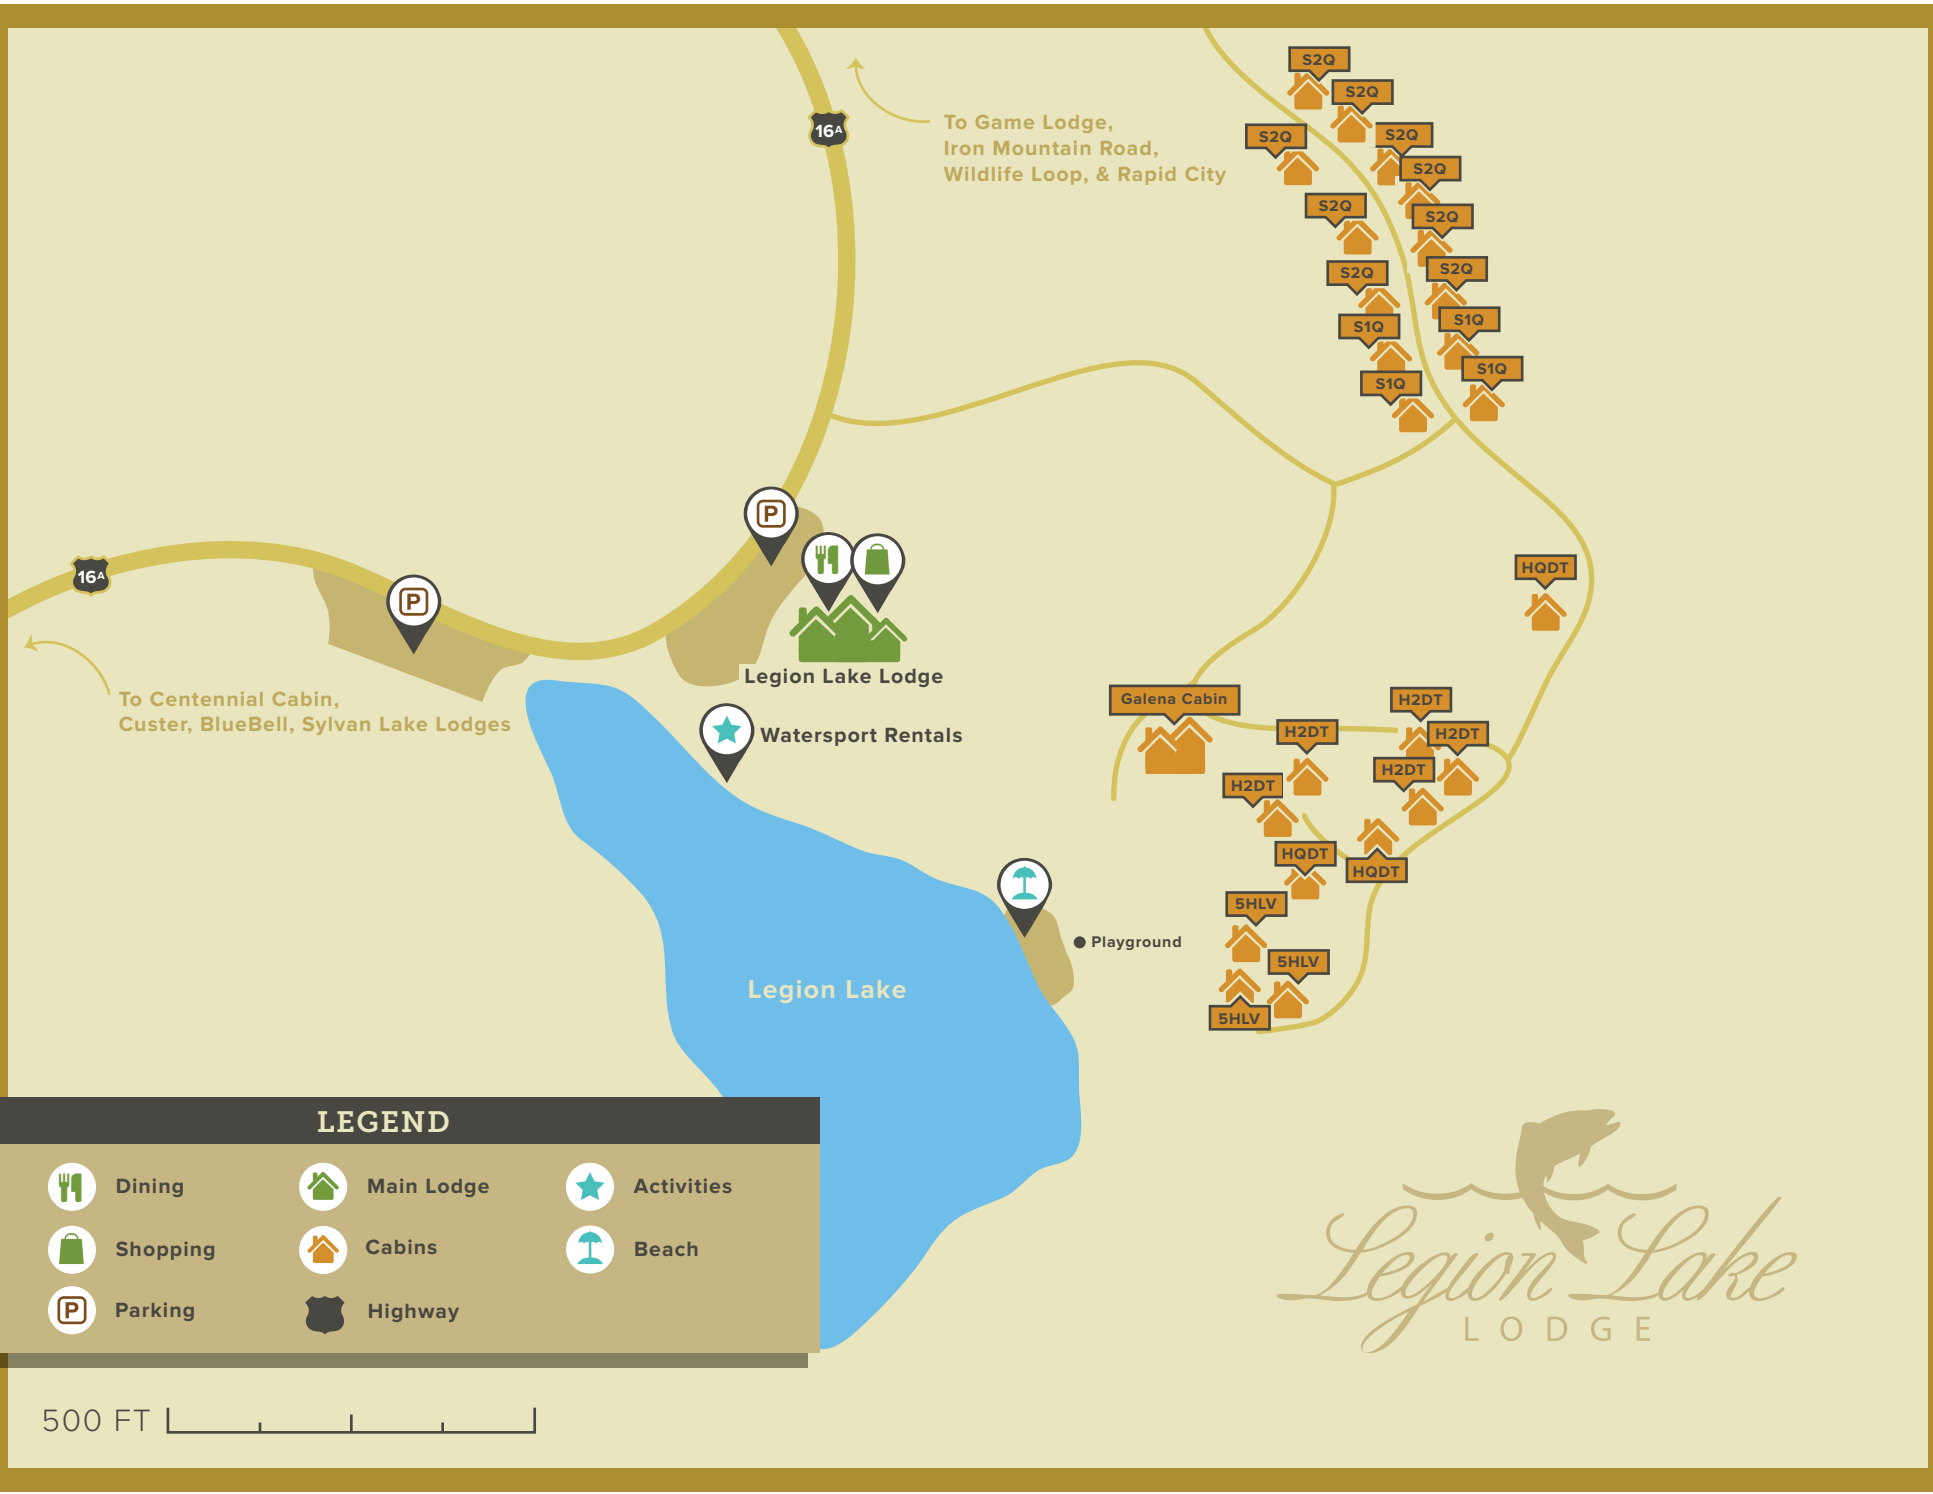 S2Q
S2Q
16A
To Game Lodge,
Iron Mountain Road,
Wildlife Loop, & Rapid City
S2Q
S2Q
S2Q
S2Q
S2Q
S2Q
S2Q
S1Q
S1Q
S1Q
S1Q
P
P
16A
HQDT
Legion Lake Lodge
To Centennial Cabin,
Custer, BlueBell, Sylvan Lake Lodges
Watersport Rentals
Galena Cabin
H2DT
H2DT
H2DT
H2DT
H2DT
HQDT
HQDT
5HLV
5HLV
5HLV
Playground
Legion Lake
LEGEND
Dining
Main Lodge
Activities
Shopping
Cabins
Beach
P
Parking
Highway
Legion Lake
LODGE
500 FT